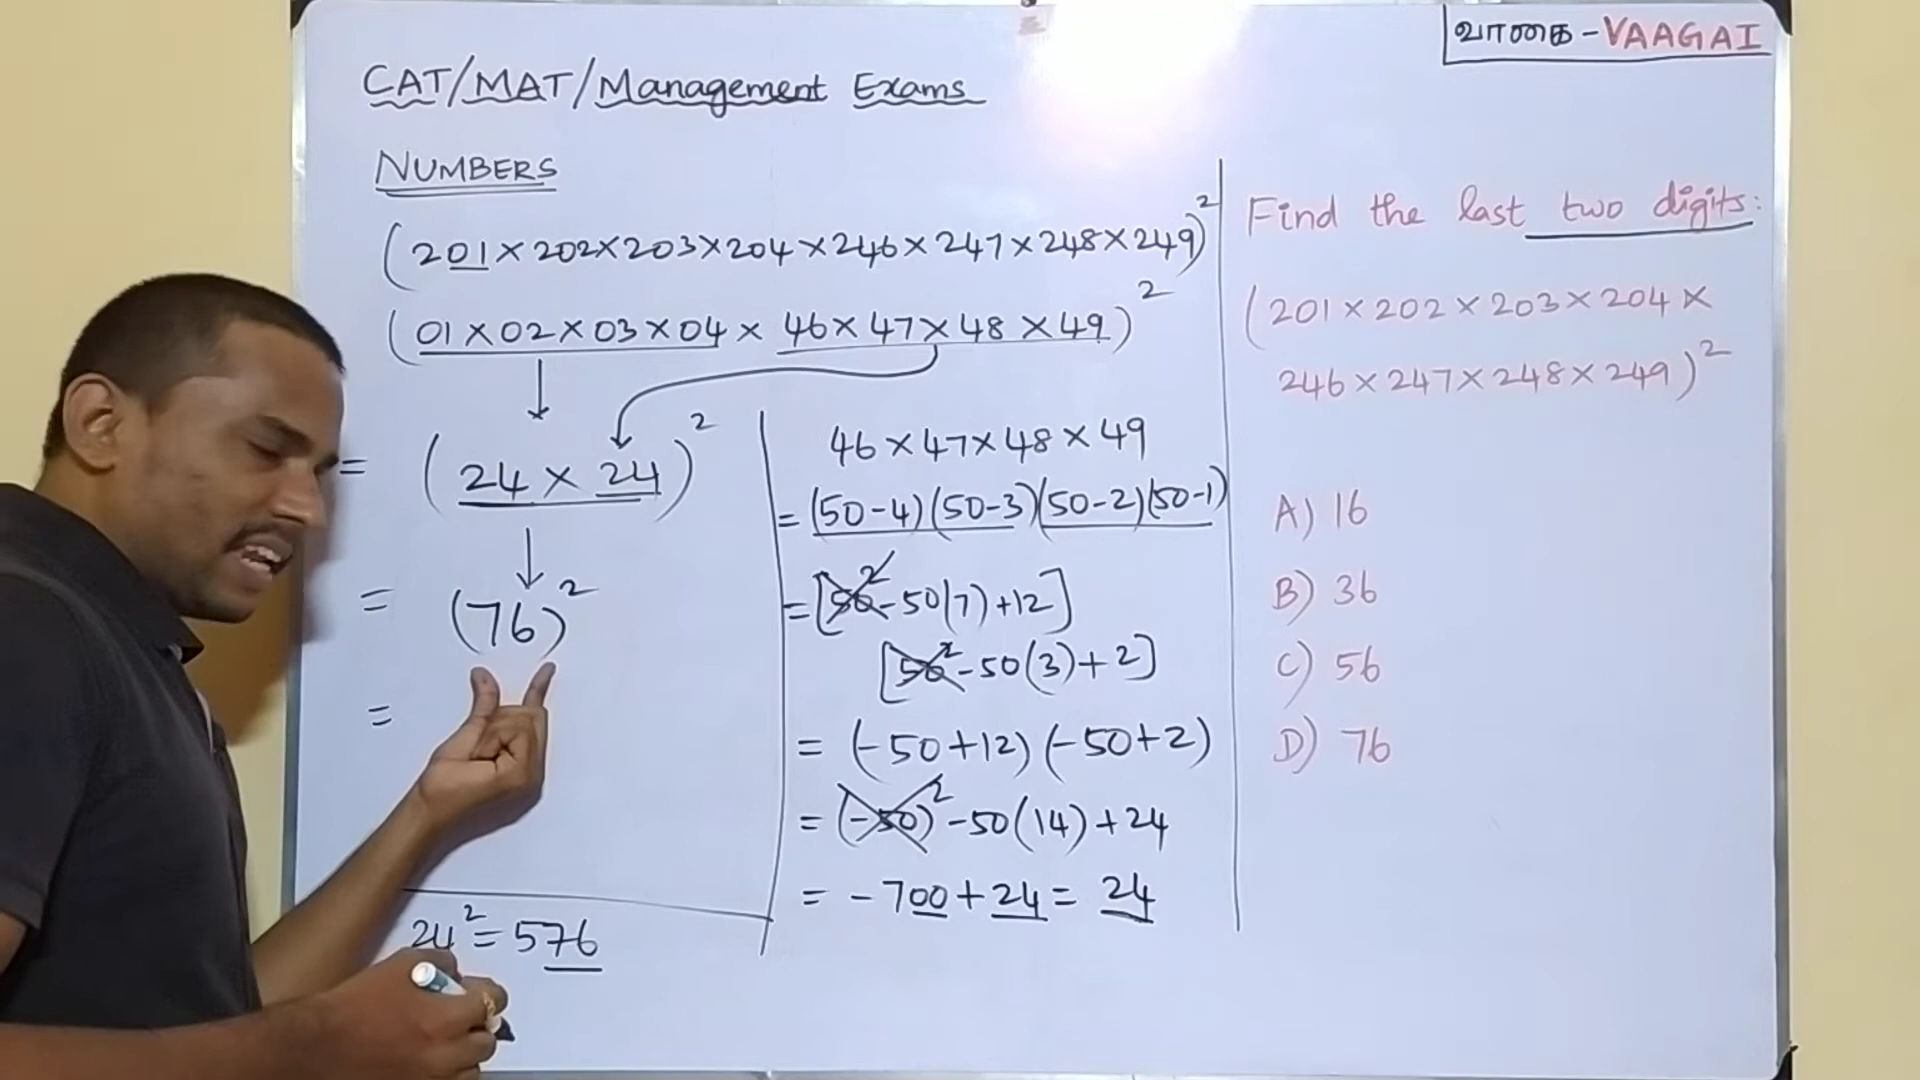 வாகை - VAAGAI
CAT/MAT/Management Exams
NUMBERS
(201×202×203×204×246×247×248×249)²
(01×02×03×04×46×47×48×49)²
= (24×24)²
= (76)²
=
24² = 576
46×47×48×49
= (50-4)(50-3)(50-2)(50-1)
= [50²-50(7)+12]
[50²-50(3)+2]
= (-50+12)(-50+2)
= (-50)²-50(14)+24
= -700+24 = 24
Find the last two digits:
(201×202×203×204×
246×247×248×249)²
A) 16
B) 36
C) 56
D) 76